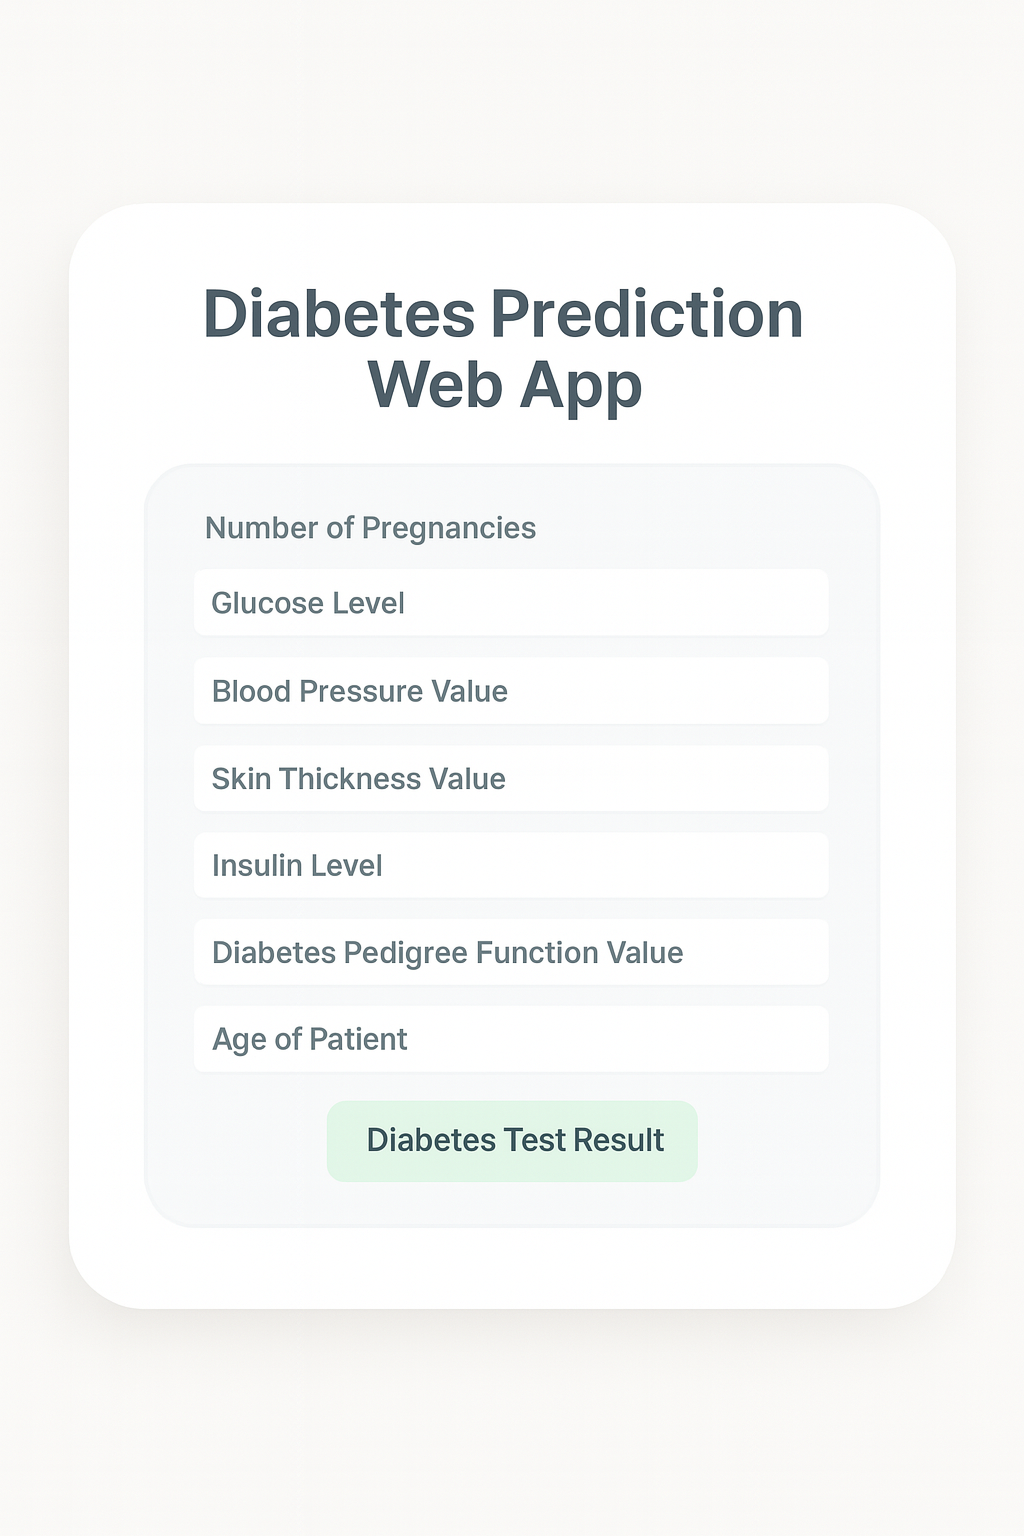 Diabetes Prediction
Web App
Number of Pregnancies
Glucose Level
Blood Pressure Value
Skin Thickness Value
Insulin Level
Diabetes Pedigree Function Value
Age of Patient
Diabetes Test Result